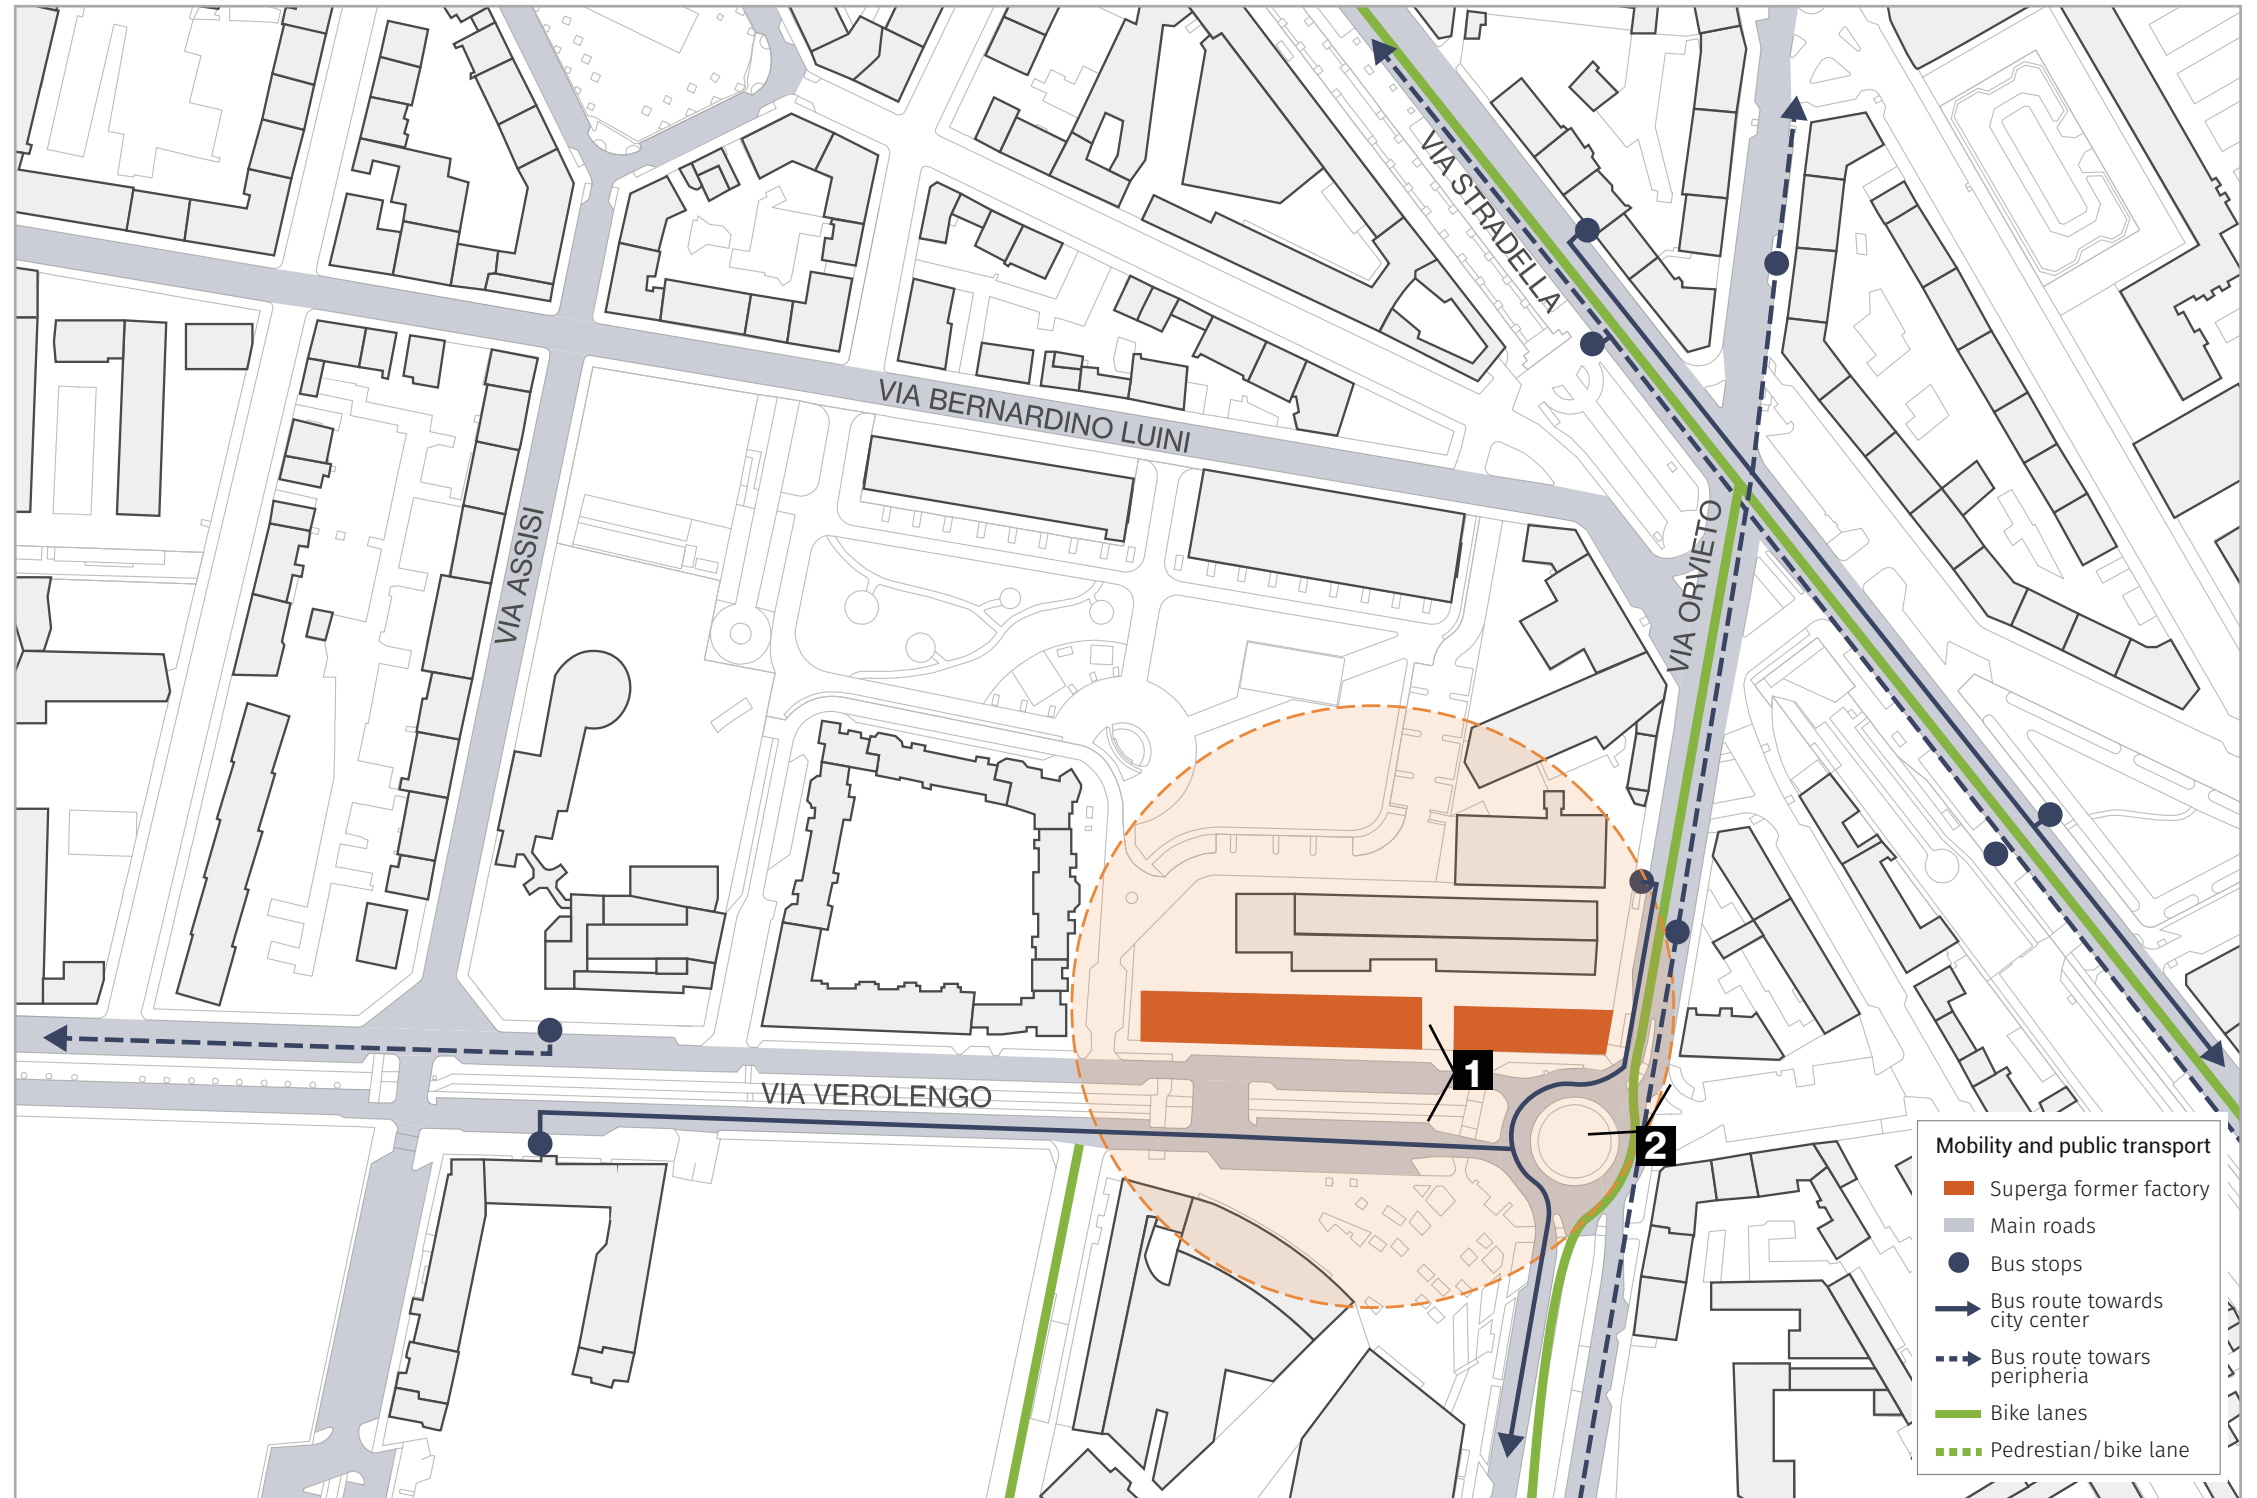 VIA STRADELLA
VIA BERNARDINO LUINI
VIA ASSISI
VIA ORVIETO
VIA VEROLENGO
1
2
Mobility and public transport
Superga former factory
Main roads
Bus stops
Bus route towards
city center
Bus route towars
peripheria
Bike lanes
Pedrestian/bike lane